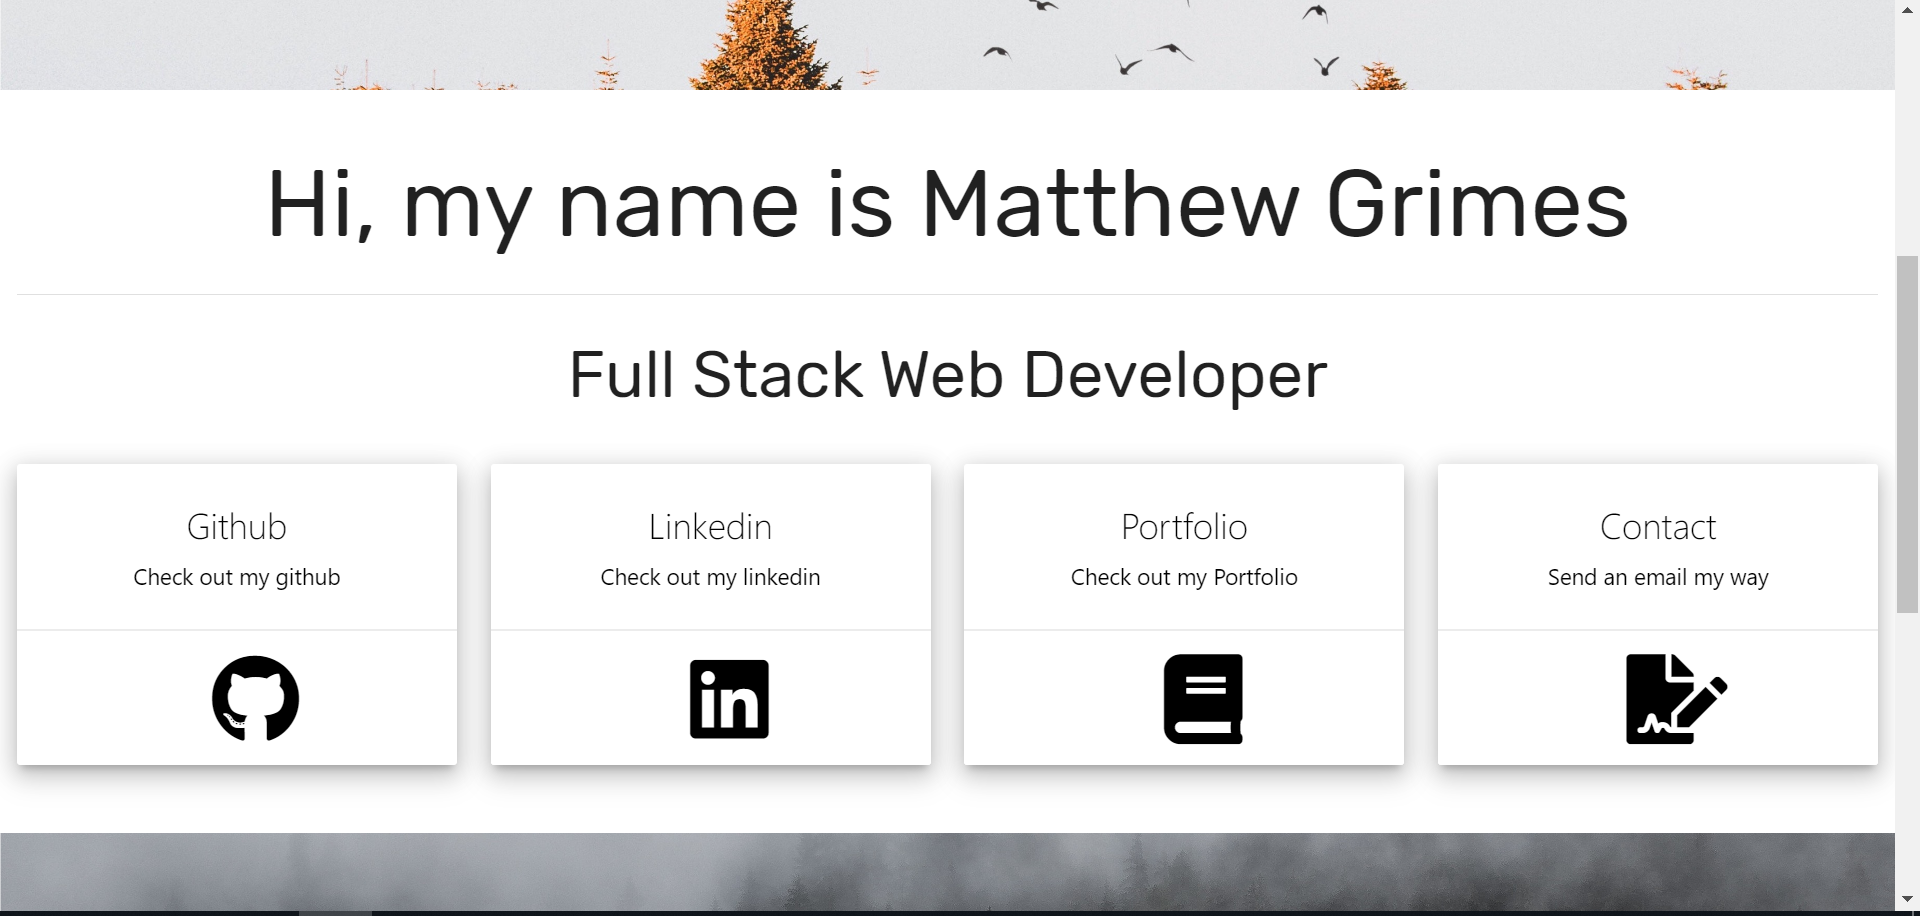 Hi, my name is Matthew Grimes
Full Stack Web Developer
Github
Check out my github
Linkedin
Check out my linkedin
in
Portfolio
Check out my Portfolio
Contact
Send an email my way